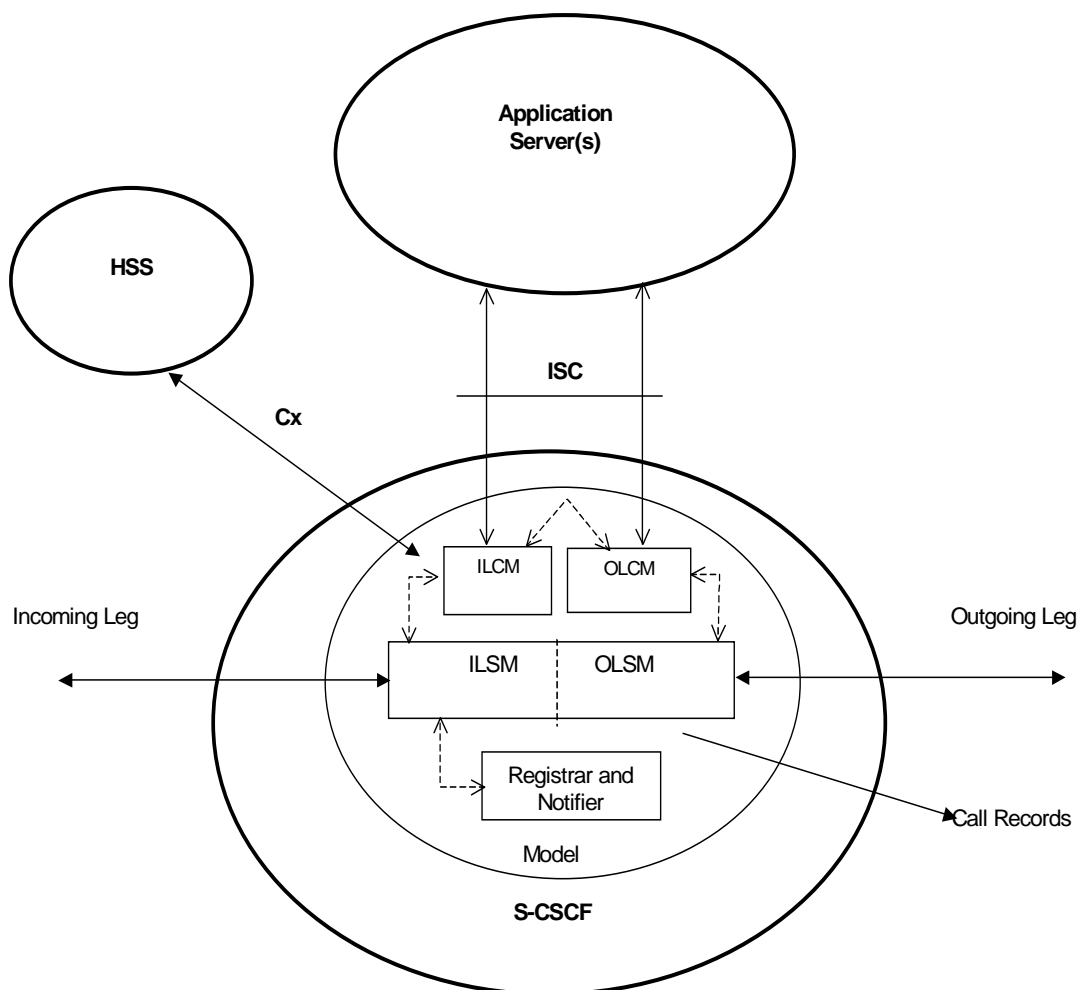 Application
Server(s)
HSS
ISC
Cx
ILCM
OLCM
Incoming Leg
Outgoing Leg
ILSM
OLSM
Registrar and
Notifier
Call Records
Model
S-CSCF